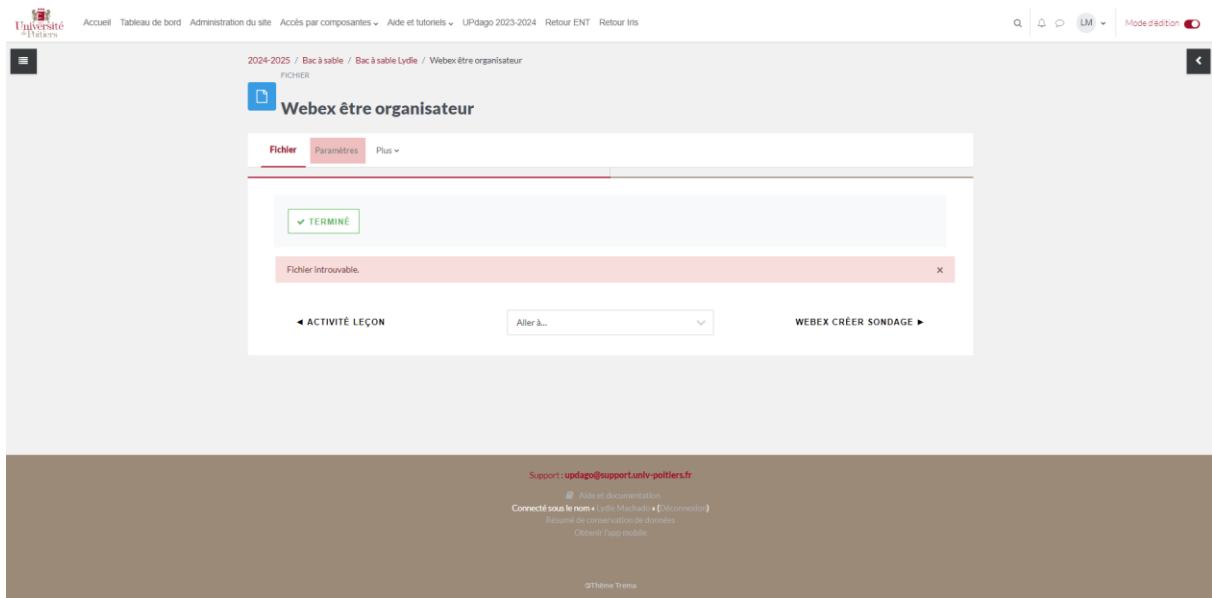 Université
de Poitiers
Accueil Tableau de bord Administration du site Accès par composantes Aide et tutoriels UPdago 2023-2024 Retour ENT Retour Iris
LM
Mode d'édition
2024-2025 / Bac à sable / Bac à sable Lydie / Webex être organisateur
FICHIER
Webex être organisateur
Fichier Paramètres Plus
TERMINÉ
Fichier introuvable.
×
◄ ACTIVITÉ LEÇON
Aller à...
WEBEX CRÉER SONDAGE ►
Support : updago@support.univ-poitiers.fr
Aide et documentation
Connecté sous le nom « Lydie Machado » (Déconnexion)
Résumé de conservation de données
Obtenir l'app mobile
©Thème Trema